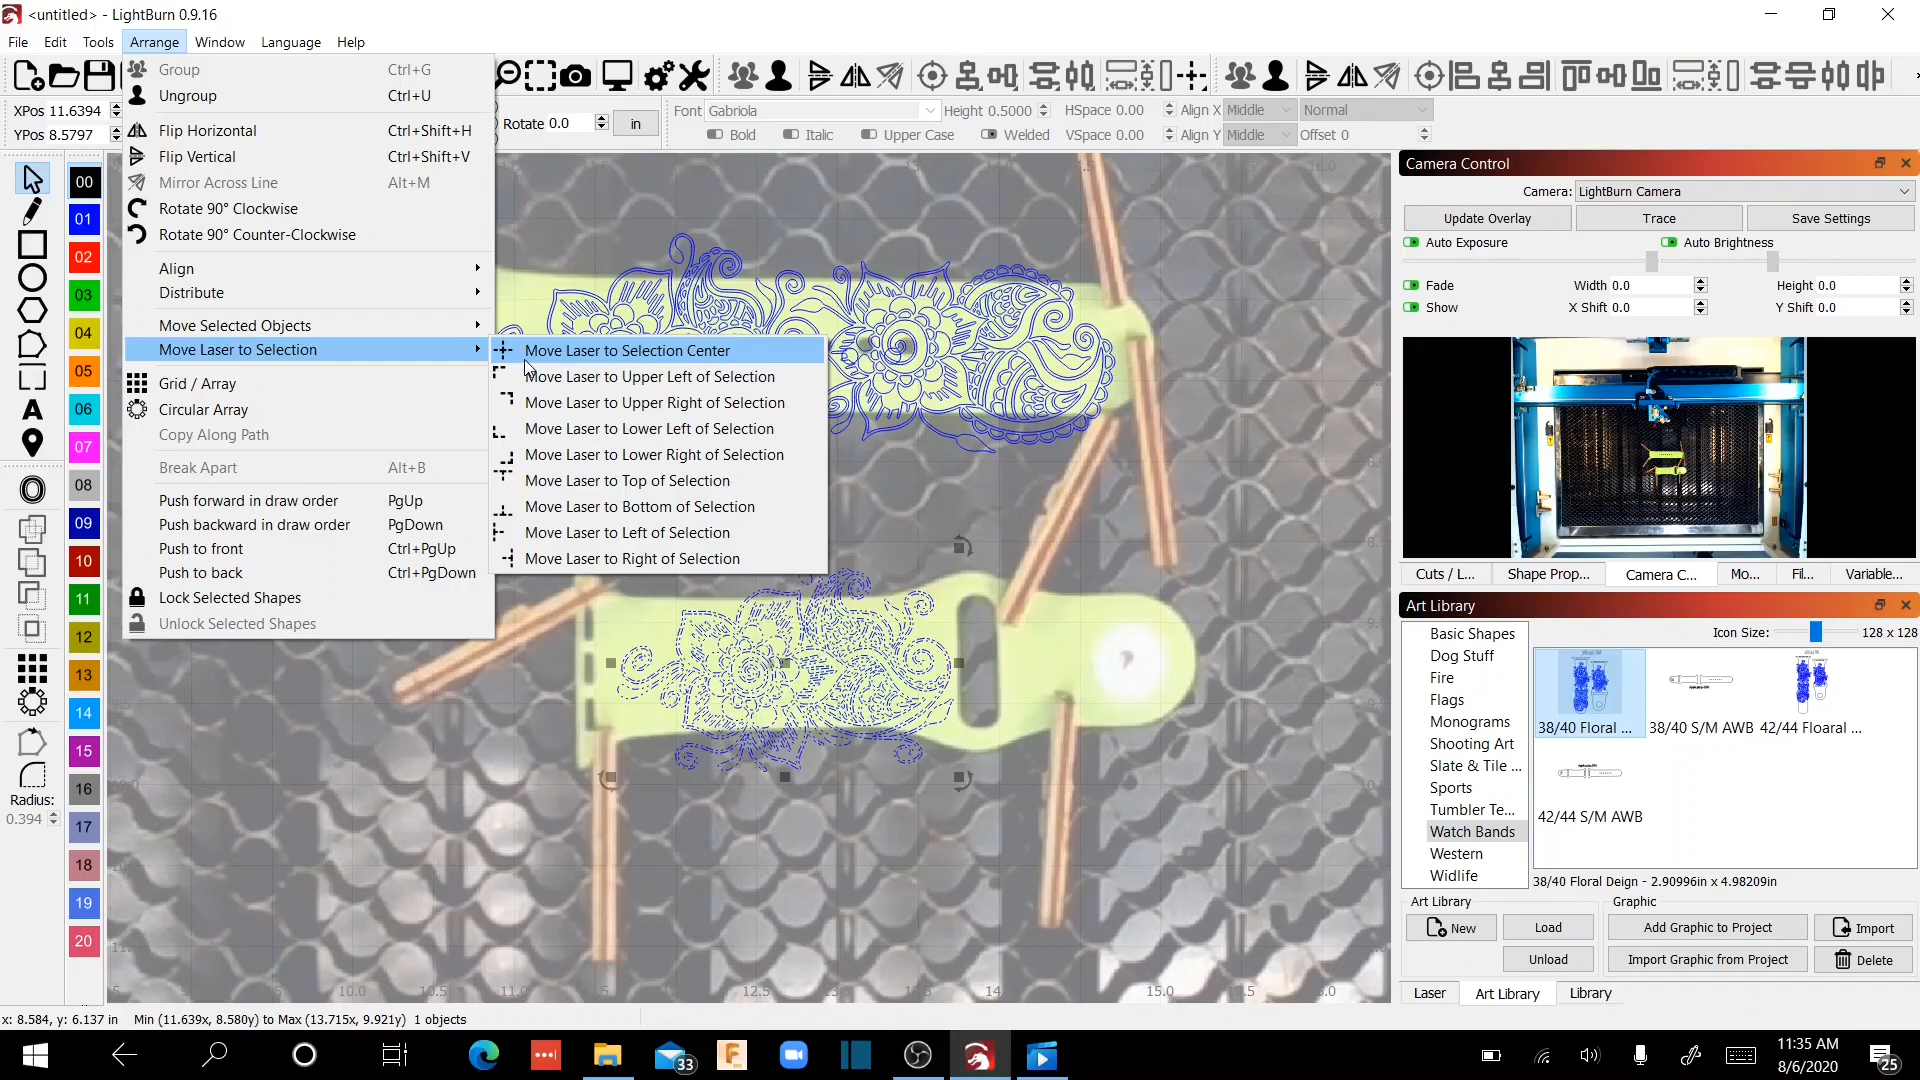 <untitled> - LightBurn 0.9.16
File Edit Tools Arrange Window Language Help
XPos 11.6394
YPos 8.5797
Rotate 0.0 in
Font Gabriola Height 0.5000 HSpace 0.00 Align X Middle Normal
Bold Italic Upper Case Welded VSpace 0.00 Align Y Middle Offset 0
Group Ctrl+G
Ungroup Ctrl+U
Flip Horizontal Ctrl+Shift+H
Flip Vertical Ctrl+Shift+V
Mirror Across Line Alt+M
Rotate 90° Clockwise
Rotate 90° Counter-Clockwise
Align
Distribute
Move Selected Objects
Move Laser to Selection
Grid / Array
Circular Array
Copy Along Path
Break Apart Alt+B
Push forward in draw order PgUp
Push backward in draw order PgDown
Push to front Ctrl+PgUp
Push to back Ctrl+PgDown
Lock Selected Shapes
Unlock Selected Shapes
Move Laser to Selection Center
Move Laser to Upper Left of Selection
Move Laser to Upper Right of Selection
Move Laser to Lower Left of Selection
Move Laser to Lower Right of Selection
Move Laser to Top of Selection
Move Laser to Bottom of Selection
Move Laser to Left of Selection
Move Laser to Right of Selection
00
01
02
03
04
05
06
07
08
09
10
11
12
13
14
15
16
17
18
19
20
Radius:
0.394
16.0
10.0 10.5 11.0 12.5 15.0
Camera Control
Camera: LightBurn Camera
Update Overlay Trace Save Settings
Auto Exposure Auto Brightness
Fade Width 0.0 Height 0.0
Show X Shift 0.0 Y Shift 0.0
Cuts / L... Shape Prop... Camera C... Mo... Fil... Variable...
Art Library
Icon Size: 128 x 128
Basic Shapes
Dog Stuff
Fire
Flags
Monograms
Shooting Art
Slate & Tile ...
Sports
Tumbler Te...
Watch Bands
Western
Widlife
38/40 Floral ... 38/40 S/M AWB 42/44 Floaral ...
42/44 S/M AWB
38/40 Floral Deign - 2.90996in x 4.98209in
Art Library Graphic
New Load Add Graphic to Project Import
Unload Import Graphic from Project Delete
Laser Art Library Library
x: 8.584, y: 6.137 in Min (11.639x, 8.580y) to Max (13.715x, 9.921y) 1 objects
33
11:35 AM
8/6/2020
25